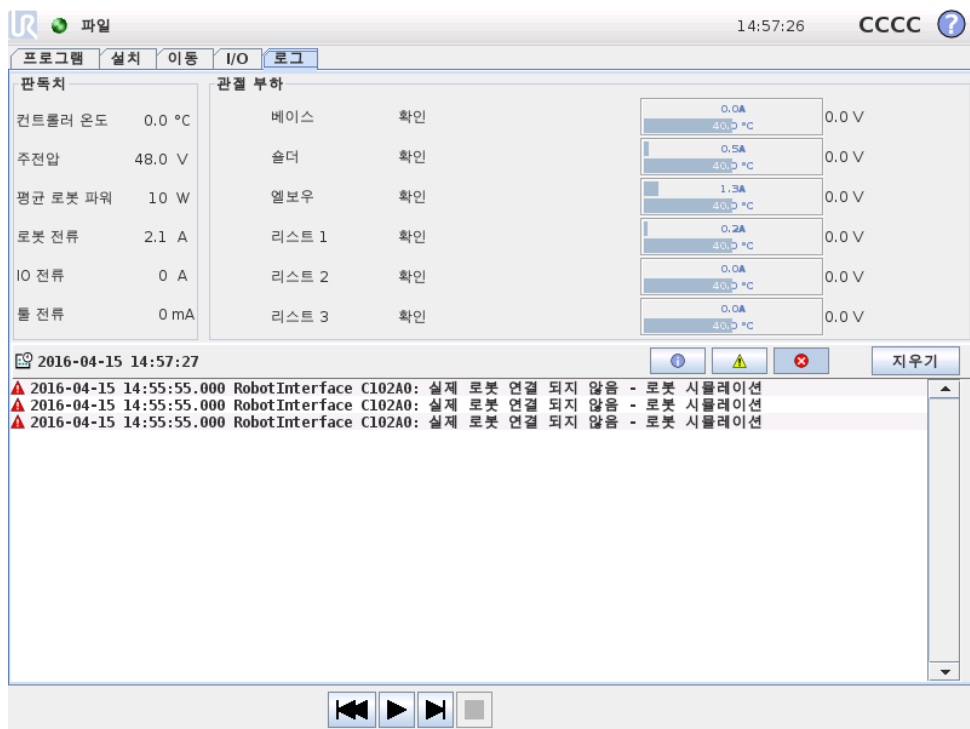 UR 파일 14:57:26 CCCC ?
프로그램 설치 이동 I/O 로그
판독치 관절 부하
컨트롤러 온도 0.0 °C
주전압 48.0 V
평균 로봇 파워 10 W
로봇 전류 2.1 A
IO 전류 0 A
툴 전류 0 mA
베이스 확인 0.0A 40.0 °C 0.0 V
숄더 확인 0.5A 40.0 °C 0.0 V
엘보우 확인 1.3A 40.0 °C 0.0 V
리스트 1 확인 0.2A 40.0 °C 0.0 V
리스트 2 확인 0.0A 40.0 °C 0.0 V
리스트 3 확인 0.0A 40.0 °C 0.0 V
2016-04-15 14:57:27 지우기
2016-04-15 14:55:55.000 RobotInterface C102A0: 실제 로봇 연결 되지 않음 - 로봇 시뮬레이션
2016-04-15 14:55:55.000 RobotInterface C102A0: 실제 로봇 연결 되지 않음 - 로봇 시뮬레이션
2016-04-15 14:55:55.000 RobotInterface C102A0: 실제 로봇 연결 되지 않음 - 로봇 시뮬레이션